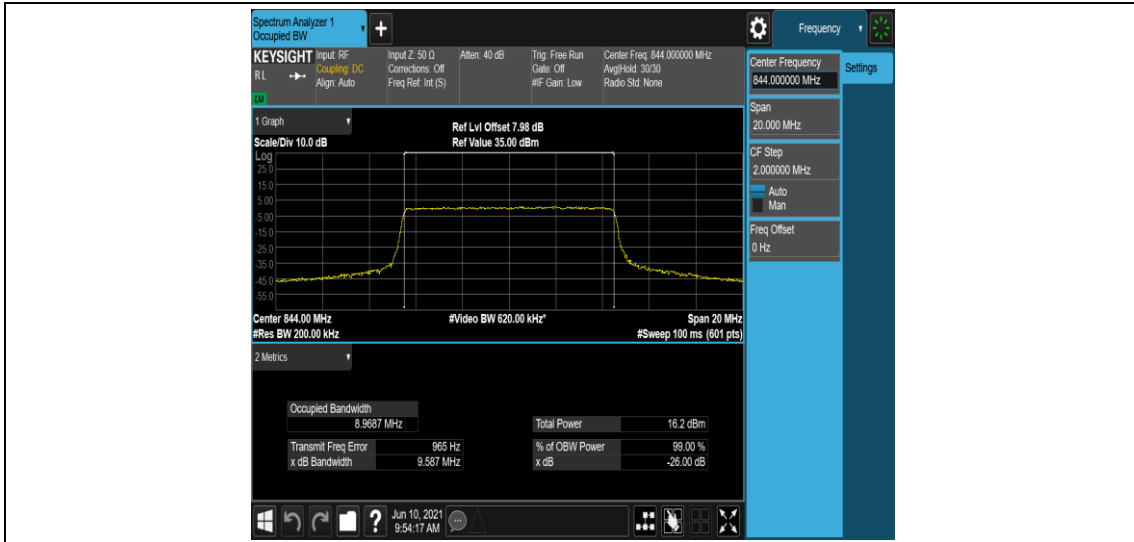 Spectrum Analyzer 1
Occupied BW
+
Frequency
KEYSIGHT
RL
Input: RF
Coupling: DC
Align: Auto
Input Z: 50 Ω
Corrections: Off
Freq Ref: Int (S)
Atten: 40 dB
Trig: Free Run
Gate: Off
#IF Gain: Low
Center Freq: 844.000000 MHz
Avg|Hold: 30/30
Radio Std: None
Center Frequency
844.000000 MHz
Settings
Span
20.000 MHz
CF Step
2.000000 MHz
Auto
Man
Freq Offset
0 Hz
1 Graph
Scale/Div 10.0 dB
Ref Lvl Offset 7.98 dB
Ref Value 35.00 dBm
Log
25.0
15.0
5.00
-5.00
-15.0
-25.0
-35.0
-45.0
-55.0
Center 844.00 MHz
#Video BW 620.00 kHz*
Span 20 MHz
#Res BW 200.00 kHz
#Sweep 100 ms (601 pts)
2 Metrics
Occupied Bandwidth
8.9687 MHz
Total Power 16.2 dBm
Transmit Freq Error 965 Hz
% of OBW Power 99.00 %
x dB Bandwidth 9.587 MHz
x dB -26.00 dB
?
Jun 10, 2021
9:54:17 AM